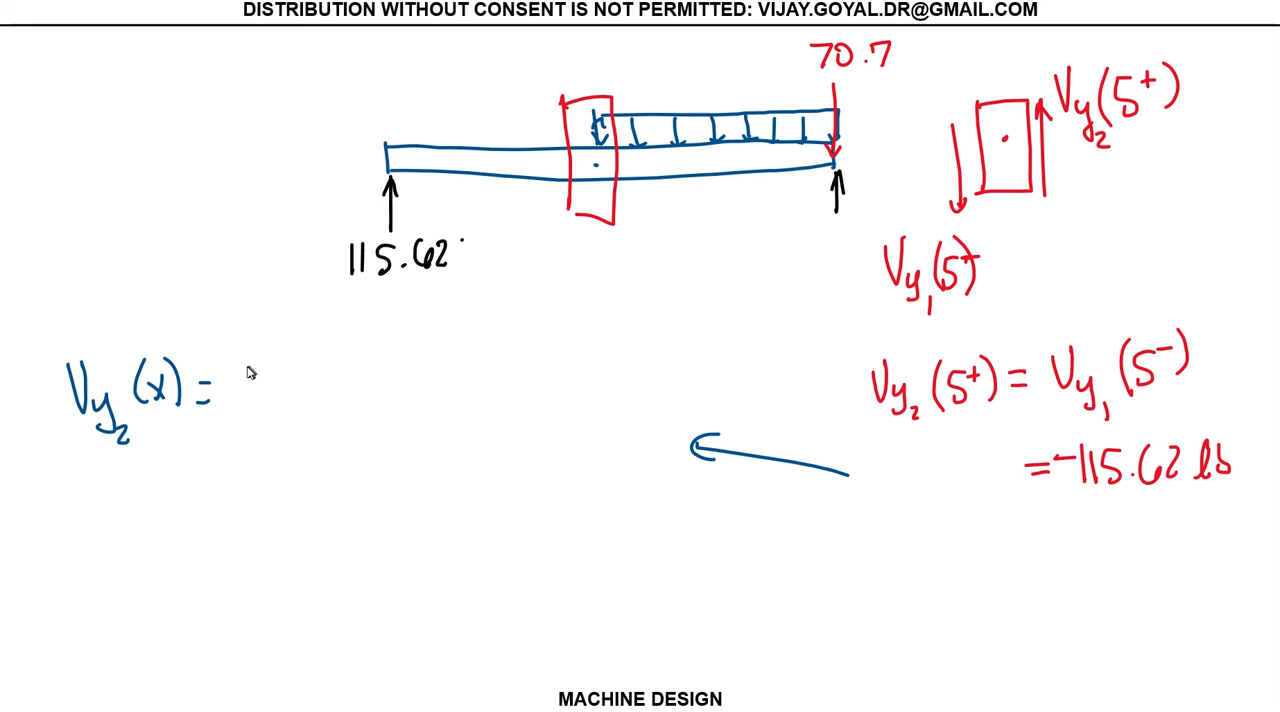 DISTRIBUTION WITHOUT CONSENT IS NOT PERMITTED: VIJAY.GOYAL.DR@GMAIL.COM
70.7
Vy₂(5⁺)
115.62
Vy₁(5⁻)
Vy₂(x) =
Vy₂(5⁺) = Vy₁(5⁻)
= -115.62 lb
MACHINE DESIGN